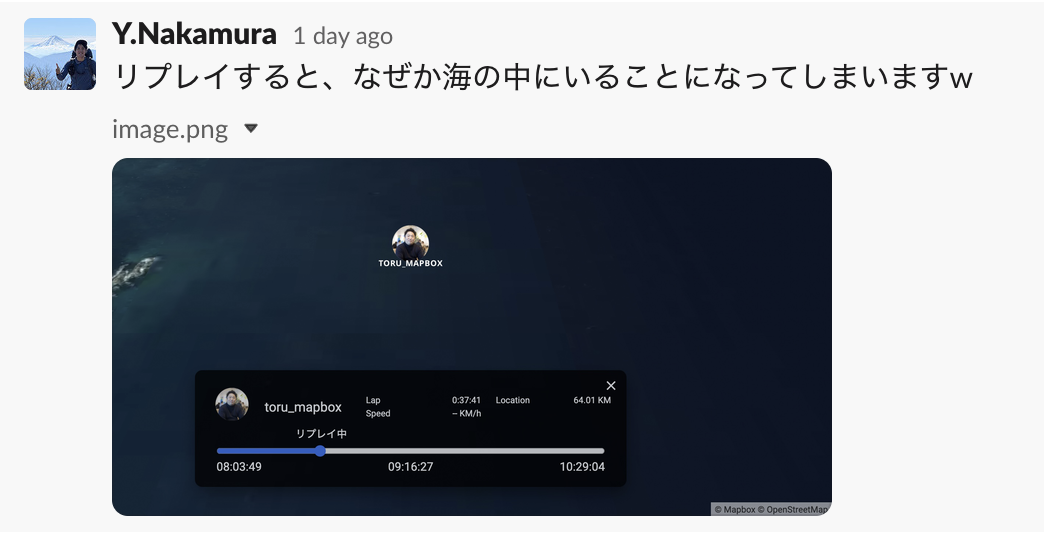 Y.Nakamura 1 day ago
リプレイすると、なぜか海の中にいることになってしまいますw
image.png
TORU_MAPBOX
toru_mapbox
Lap 0:37:41 Location 64.01 KM
Speed -- KM/h
リプレイ中
08:03:49 09:16:27 10:29:04
© Mapbox © OpenStreetMap